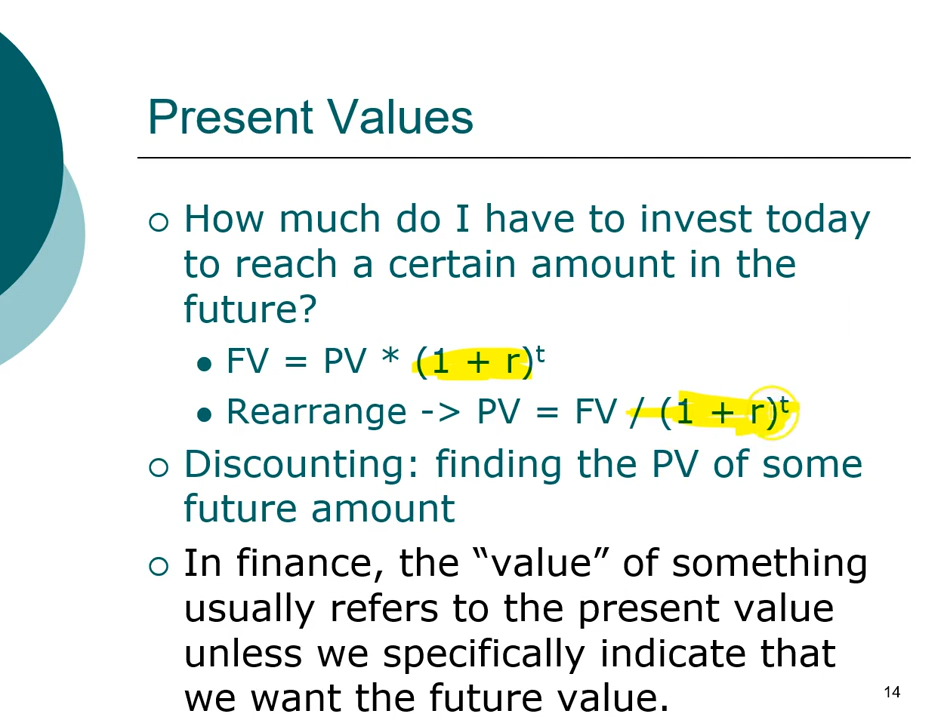 Present Values
How much do I have to invest today
to reach a certain amount in the
future?
FV = PV * (1 + r)ᵗ
Rearrange -> PV = FV / (1 + r)ᵗ
Discounting: finding the PV of some
future amount
In finance, the “value” of something
usually refers to the present value
unless we specifically indicate that
we want the future value.
14